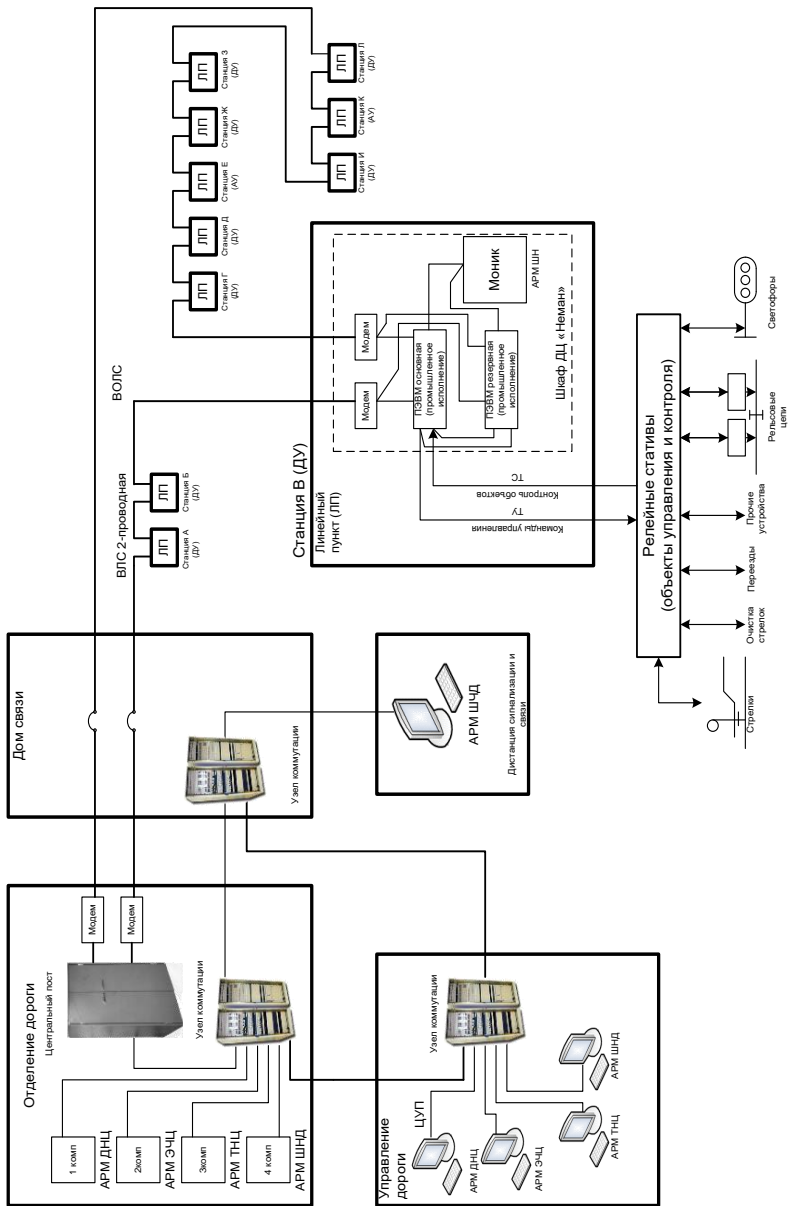 Отделение дороги
Центральный пост
Модем
Модем
Узел коммутации
1 комп
АРМ ДНЦ
2комп
АРМ ЭЧЦ
3комп
АРМ ТНЦ
4 комп
АРМ ШНД
Управление
дороги
ЦУП
Узел коммутации
АРМ ДНЦ
АРМ ЭЧЦ
АРМ ТНЦ
АРМ ШНД
Дом связи
Узел коммутации
АРМ ШЧД
Дистанция сигнализации и
связи
ВОЛС
ВЛС 2-проводная
ЛП
Станция А
(ДУ)
ЛП
Станция Б
(ДУ)
ЛП
Станция Г
(ДУ)
ЛП
Станция Д
(ДУ)
ЛП
Станция Е
(АУ)
ЛП
Станция Ж
(ДУ)
ЛП
Станция З
(ДУ)
ЛП
Станция И
(ДУ)
ЛП
Станция К
(АУ)
ЛП
Станция Л
(ДУ)
Станция В (ДУ)
Линейный
пункт (ЛП)
Модем
Модем
ПЭВМ основная
(промышленное
исполнение)
ПЭВМ резервная
(промышленное
исполнение)
Моник
АРМ ШН
Шкаф ДЦ «Неман»
Команды управления
ТУ
Контроль объектов
ТС
Релейные стативы
(объекты управления и контроля)
Стрелки
Очистка
стрелок
Переезды
Прочие
устройства
Рельсовые
цепи
Светофоры